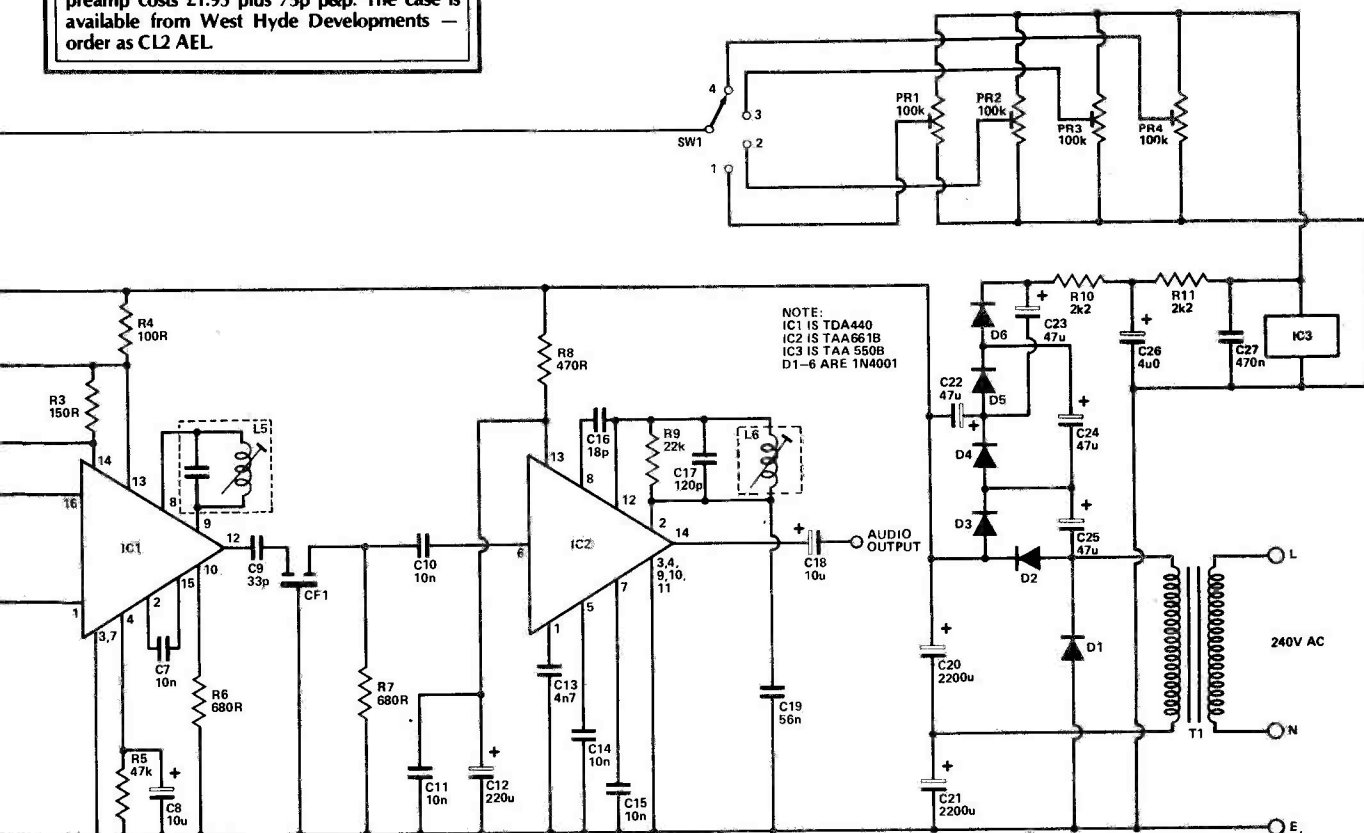 preamp costs £1.95 plus 75p p&p. The case is
available from West Hyde Developments —
order as CL2 AEL.
4
3
SW1
2
1
PR1
100k
PR2
100k
PR3
100k
PR4
100k
R4
100R
R3
150R
L5
14
13
16
8
9
IC1
12
10
15
2
1
4
3,7
C7
10n
C9
33p
CF1
R6
680R
R5
47k
+
C8
10u
R7
680R
C10
10n
C11
10n
+
C12
220u
R8
470R
NOTE:
IC1 IS TDA440
IC2 IS TAA661B
IC3 IS TAA 550B
D1–6 ARE 1N4001
13
C16
18p
8
12
R9
22k
C17
120p
L6
6
IC2
2
14
3,4,
9,10,
11
7
5
1
C13
4n7
C14
10n
C15
10n
C19
56n
+
C18
10u
AUDIO
OUTPUT
D6
+
C23
47u
R10
2k2
+
C26
4u0
R11
2k2
C27
470n
IC3
C22
47u
+
D5
+
C24
47u
D4
D3
+
C25
47u
D2
D1
+
C20
2200u
+
C21
2200u
T1
L
240V AC
N
E